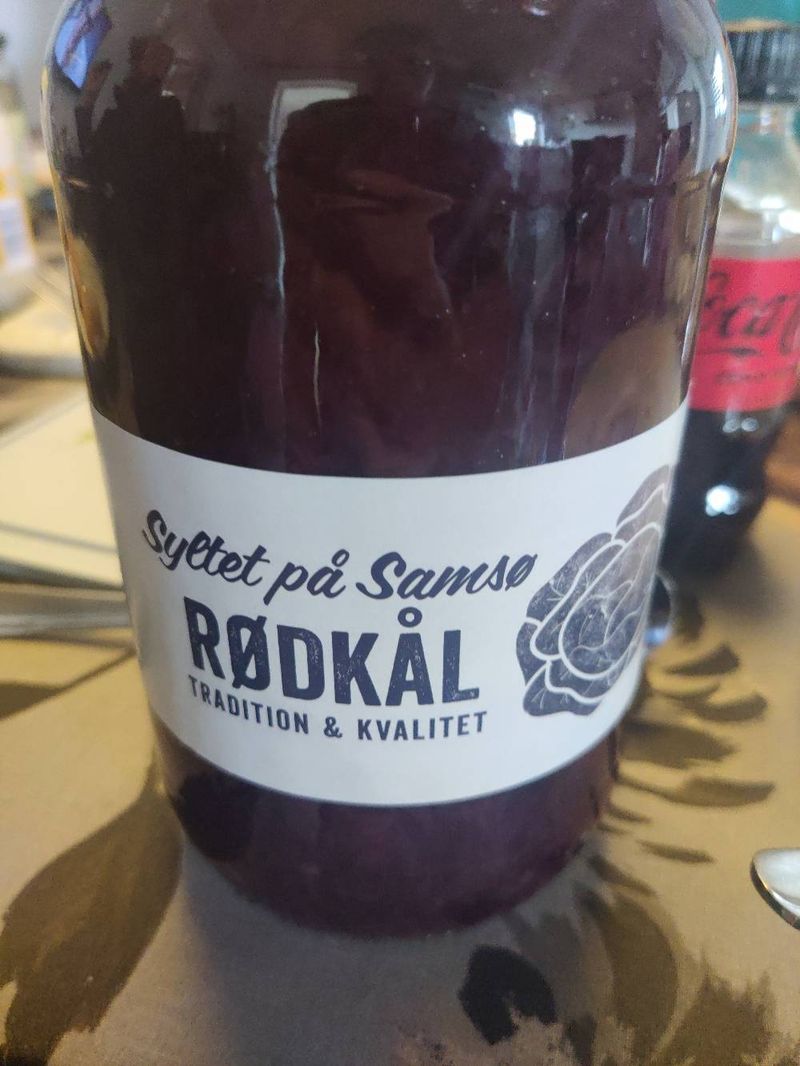 Syltet på Samsø
RØDKÅL
TRADITION & KVALITET